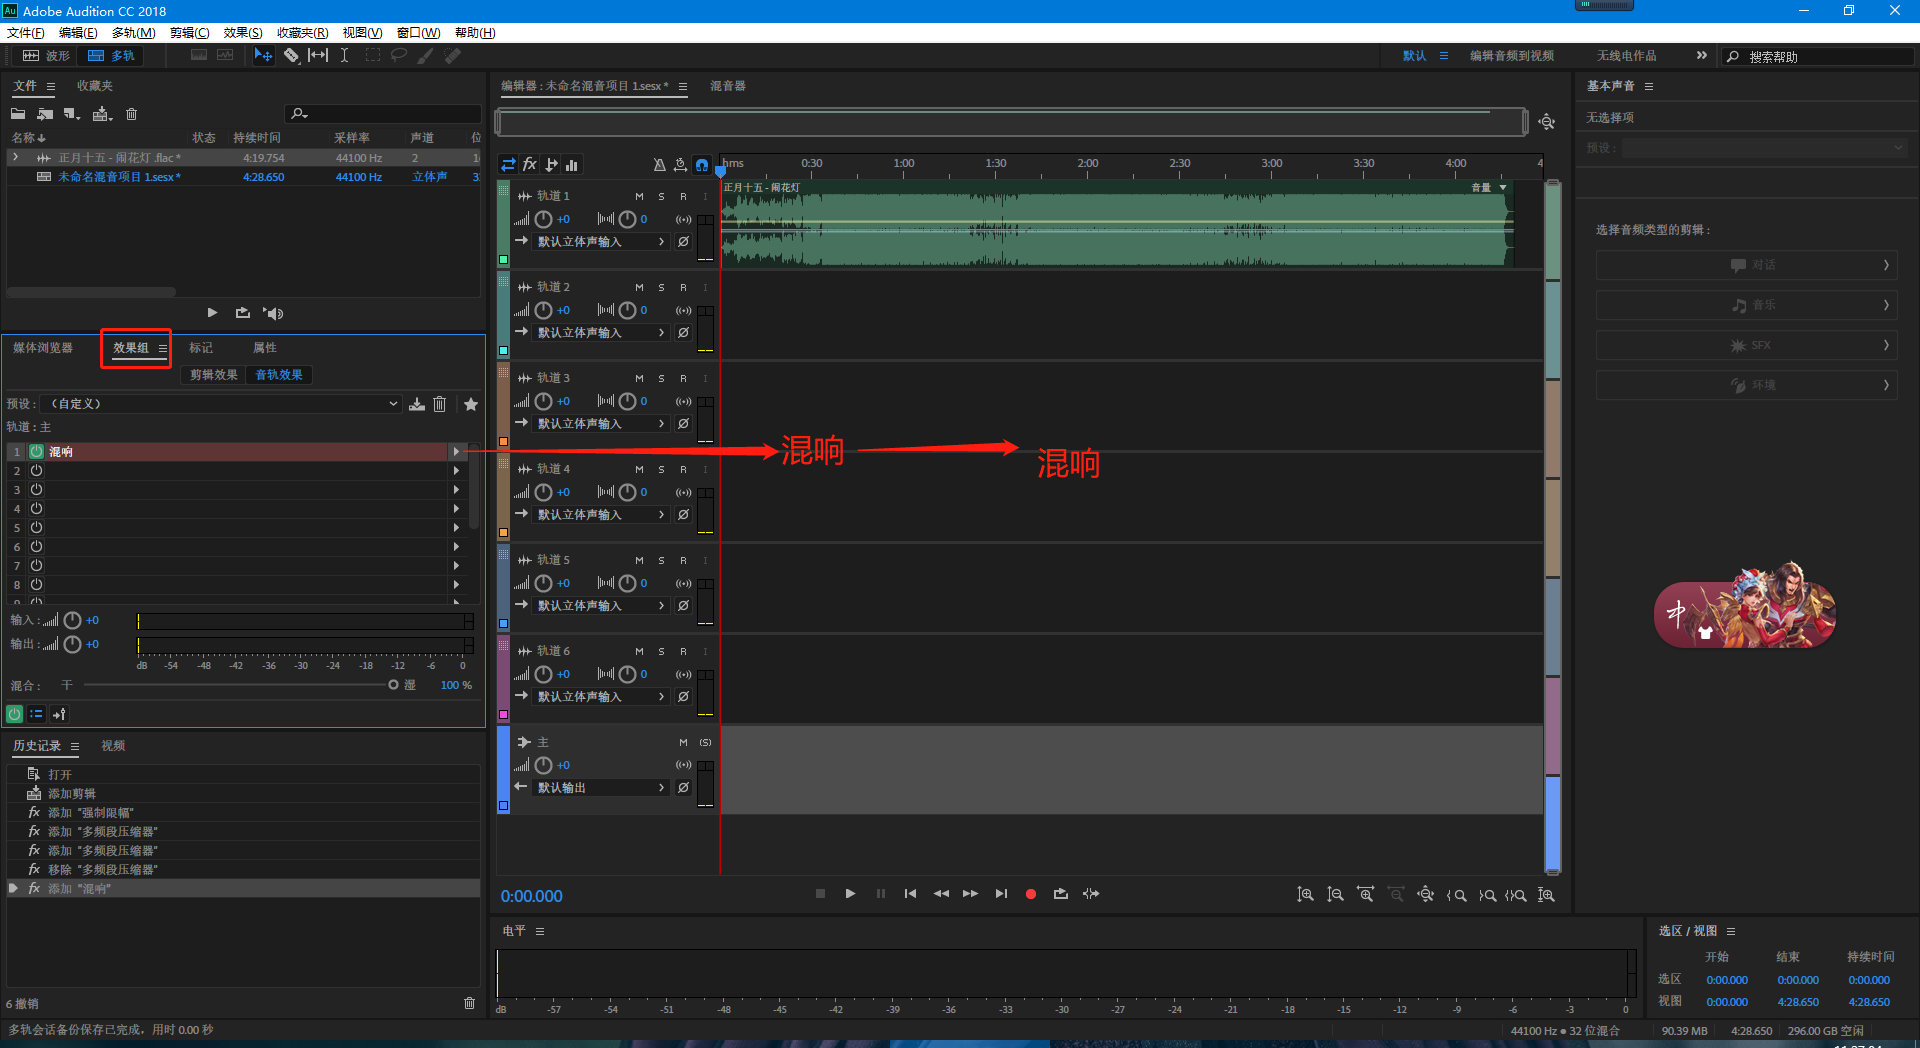 Au Adobe Audition CC 2018
文件(F) 编辑(E) 多轨(M) 剪辑(C) 效果(S) 收藏夹(R) 视图(V) 窗口(W) 帮助(H)
波形 多轨 默认 编辑音频到视频 无线电作品 搜索帮助
文件 收藏夹
名称 状态 持续时间 采样率 声道 位
正月十五 - 闹花灯 .flac * 4:19.754 44100 Hz 2
未命名混音项目 1.sesx * 4:28.650 44100 Hz 立体声
媒体浏览器 效果组 标记 属性
剪辑效果 音轨效果
预设: （自定义）
轨道: 主
1 混响
2
3
4
5
6
7
8
输入: +0
输出: +0
dB -54 -48 -42 -36 -30 -24 -18 -12 -6 0
混合: 干 湿 100 %
历史记录 视频
打开
添加剪辑
fx 添加 "强制限幅"
fx 添加 "多频段压缩器"
fx 添加 "多频段压缩器"
fx 移除 "多频段压缩器"
fx 添加 "混响"
6 撤销
多轨会话备份保存已完成，用时 0.00 秒
编辑器: 未命名混音项目 1.sesx * 混音器
fx
hms 0:30 1:00 1:30 2:00 2:30 3:00 3:30 4:00 4
轨道 1 M S R I
+0 0
默认立体声输入
正月十五 - 闹花灯 音量
轨道 2 M S R I
+0 0
默认立体声输入
轨道 3 M S R I
+0 0
默认立体声输入
混响 混响
轨道 4 M S R I
+0 0
默认立体声输入
轨道 5 M S R I
+0 0
默认立体声输入
轨道 6 M S R I
+0 0
默认立体声输入
主 M (S)
+0
默认输出
0:00.000
电平
dB -57 -54 -51 -48 -45 -42 -39 -36 -33 -30 -27 -24 -21 -18 -15 -12 -9 -6 -3 0
基本声音
无选择项
预设:
选择音频类型的剪辑:
对话
音乐
SFX
环境
中
选区 / 视图
开始 结束 持续时间
选区 0:00.000 0:00.000 0:00.000
视图 0:00.000 4:28.650 4:28.650
44100 Hz ● 32 位混合 90.39 MB 4:28.650 296.00 GB 空闲